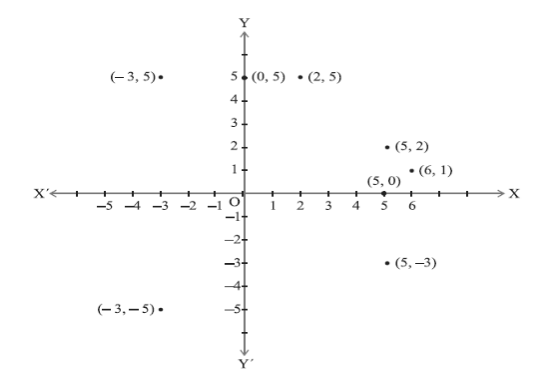 Y
(– 3, 5)
5
(0, 5)
(2, 5)
4
3
2
(5, 2)
1
(6, 1)
(5, 0)
X′
O
X
–5 –4 –3 –2 –1 1 2 3 4 5 6
–1
–2
–3
(5, –3)
–4
(– 3, – 5)
–5
Y′